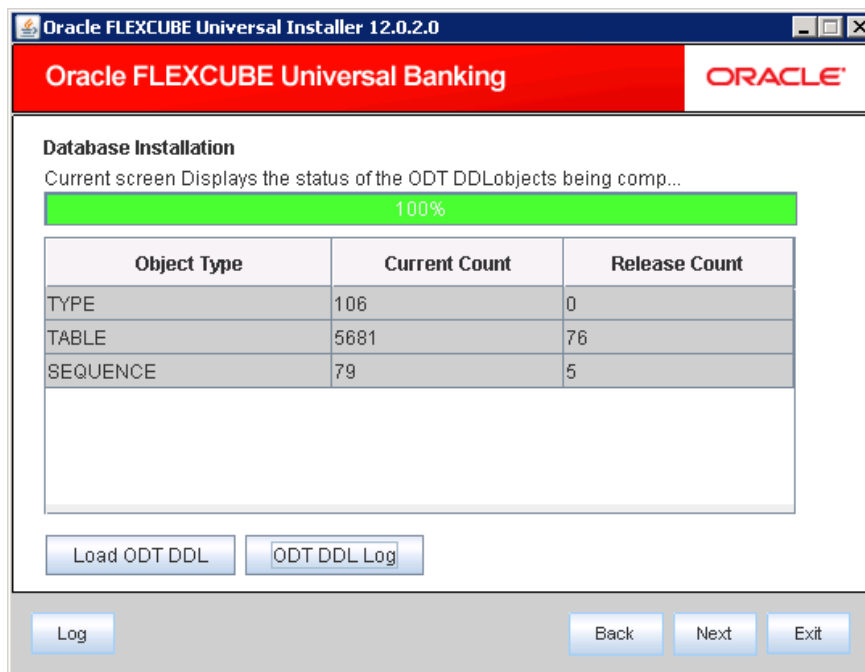 Oracle FLEXCUBE Universal Installer 12.0.2.0
Oracle FLEXCUBE Universal Banking ORACLE®
Database Installation
Current screen Displays the status of the ODT DDLobjects being comp...
100%
Object Type Current Count Release Count
TYPE 106 0
TABLE 5681 76
SEQUENCE 79 5
Load ODT DDL ODT DDL Log
Log Back Next Exit